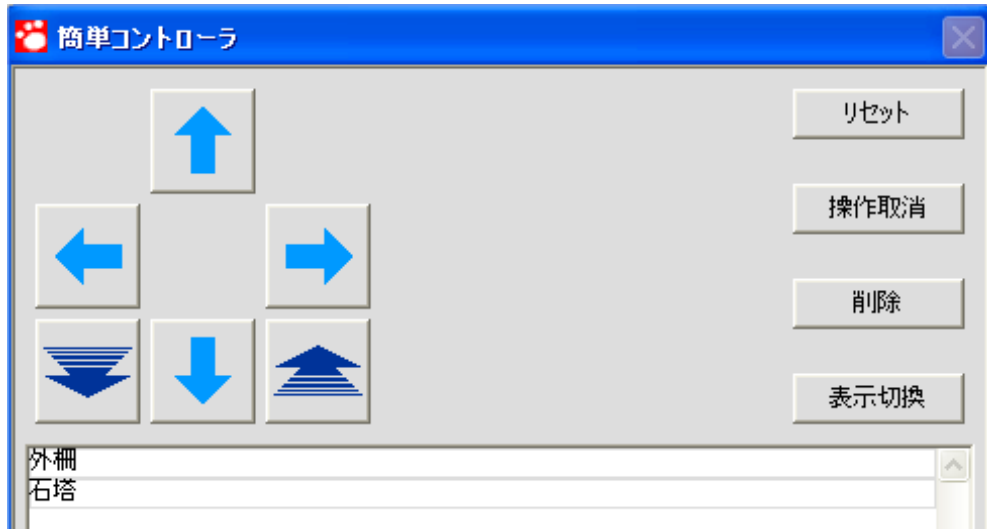 簡単コントローラ
リセット
操作取消
削除
表示切換
外柵
石塔